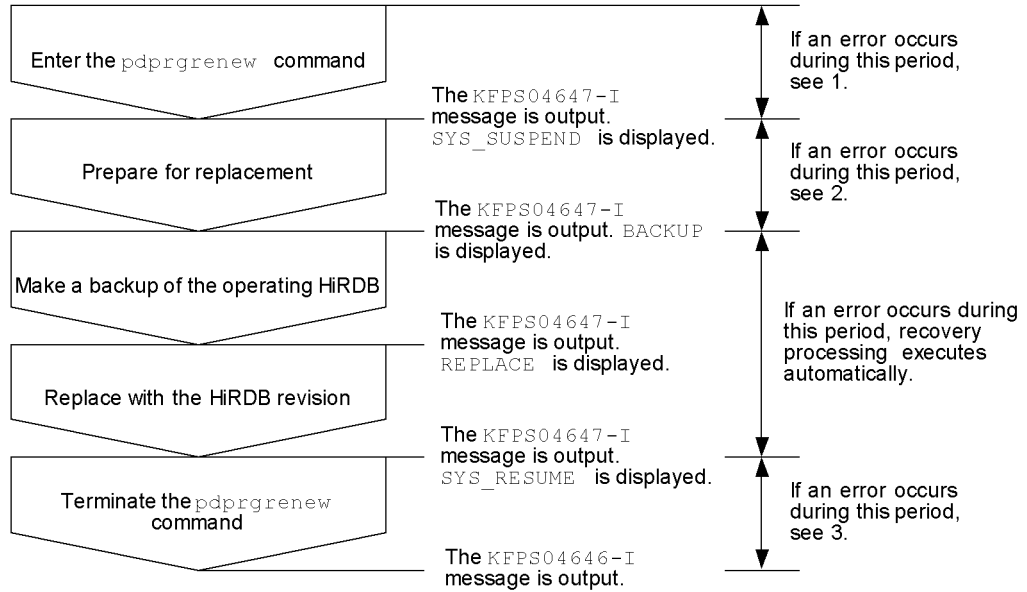 Enter the pdprgrenew command
If an error occurs
during this period,
see 1.
The KFPS04647-I
message is output.
SYS_SUSPEND is displayed.
Prepare for replacement
If an error occurs
during this period,
see 2.
The KFPS04647-I
message is output. BACKUP
is displayed.
Make a backup of the operating HiRDB
The KFPS04647-I
message is output.
REPLACE is displayed.
If an error occurs during
this period, recovery
processing executes
automatically.
Replace with the HiRDB revision
The KFPS04647-I
message is output.
SYS_RESUME is displayed.
Terminate the pdprgrenew
command
If an error occurs
during this period,
see 3.
The KFPS04646-I
message is output.